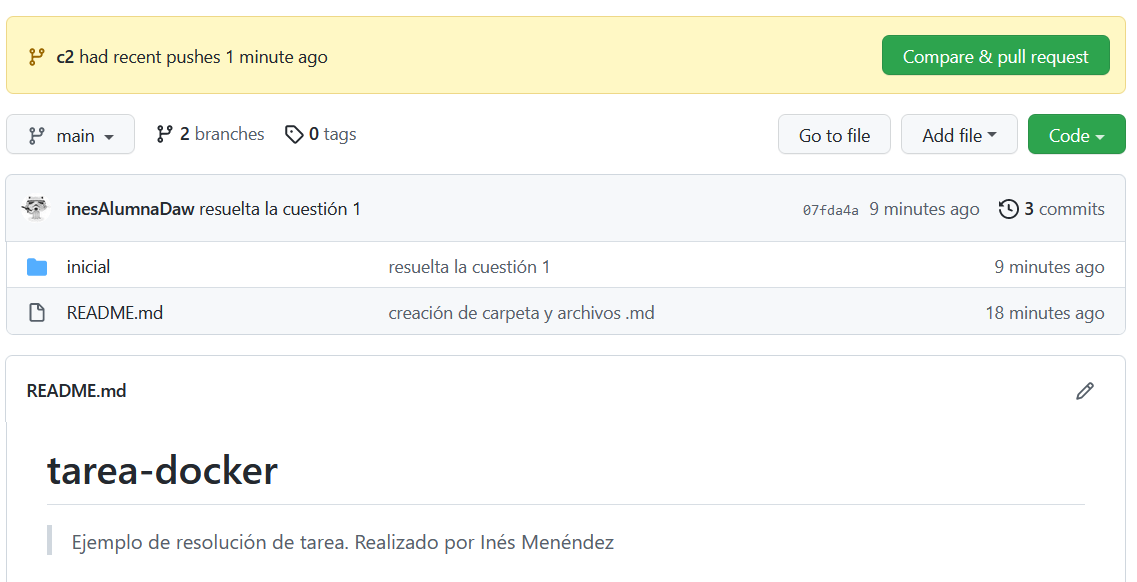 c2 had recent pushes 1 minute ago Compare & pull request
main 2 branches 0 tags Go to file Add file Code
inesAlumnaDaw resuelta la cuestión 1 07fda4a 9 minutes ago 3 commits
inicial resuelta la cuestión 1 9 minutes ago
README.md creación de carpeta y archivos .md 18 minutes ago
README.md
tarea-docker
Ejemplo de resolución de tarea. Realizado por Inés Menéndez